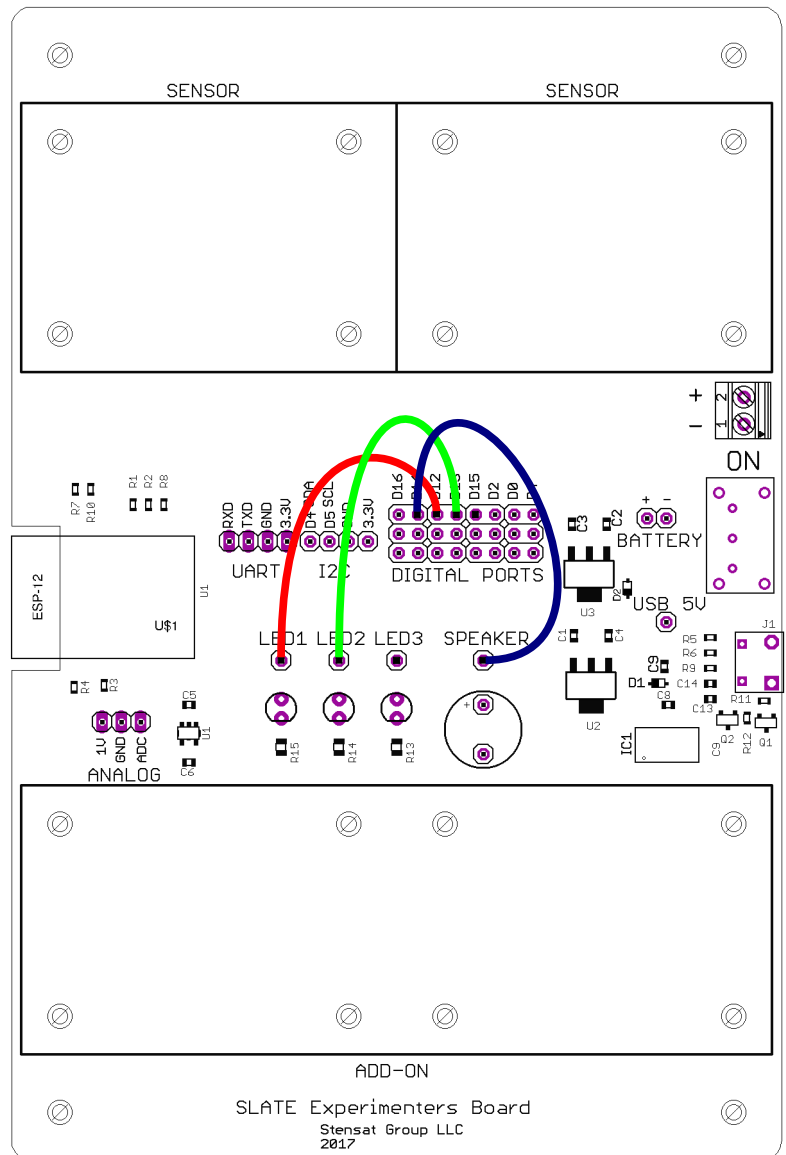 SENSOR SENSOR
+ 2
- 1
ON
R1 R2 R8
R7 R10
RXD TXD GND 3.3V
D4 SDA D5 SCL 3.3V
D16 D12 D15 D2 D0
+ -
C3 C2
BATTERY
UART I2C DIGITAL PORTS
ESP-12
U1
U$1
U3
D2
USB 5V
LED1 LED2 LED3 SPEAKER
C1 C4
J1
R5
R6
R9
C14
C13
C9
D1
C8
R4 R3
R11
C5
U1
C6
1V GND ADC
ANALOG
+
R15 R14 R13
U2
IC1
C9
Q2
R12
Q1
ADD-ON
SLATE Experimenters Board
Stensat Group LLC
2017